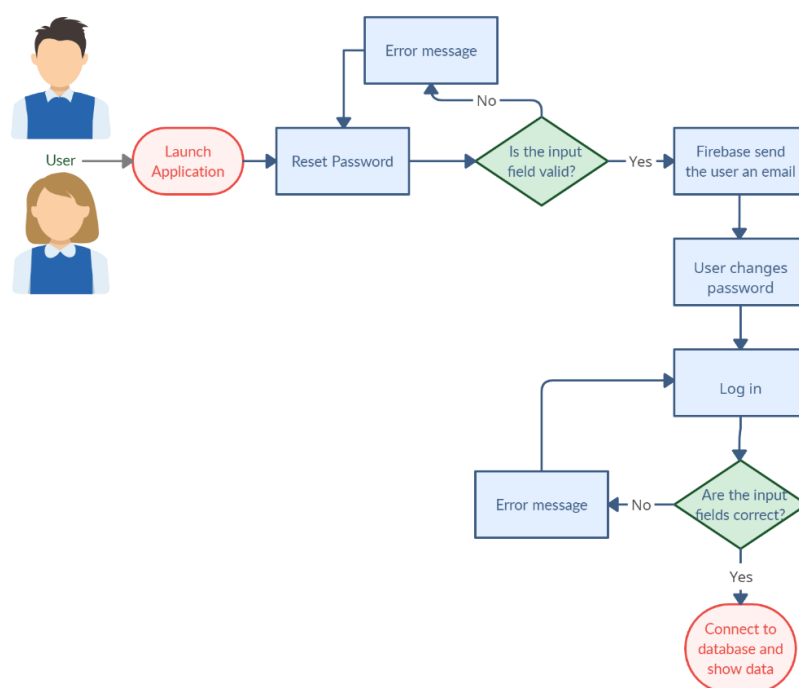 Error message
No
User
Launch
Application
Reset Password
Is the input
field valid?
Yes
Firebase send
the user an email
User changes
password
Log in
Error message
No
Are the input
fields correct?
Yes
Connect to
database and
show data